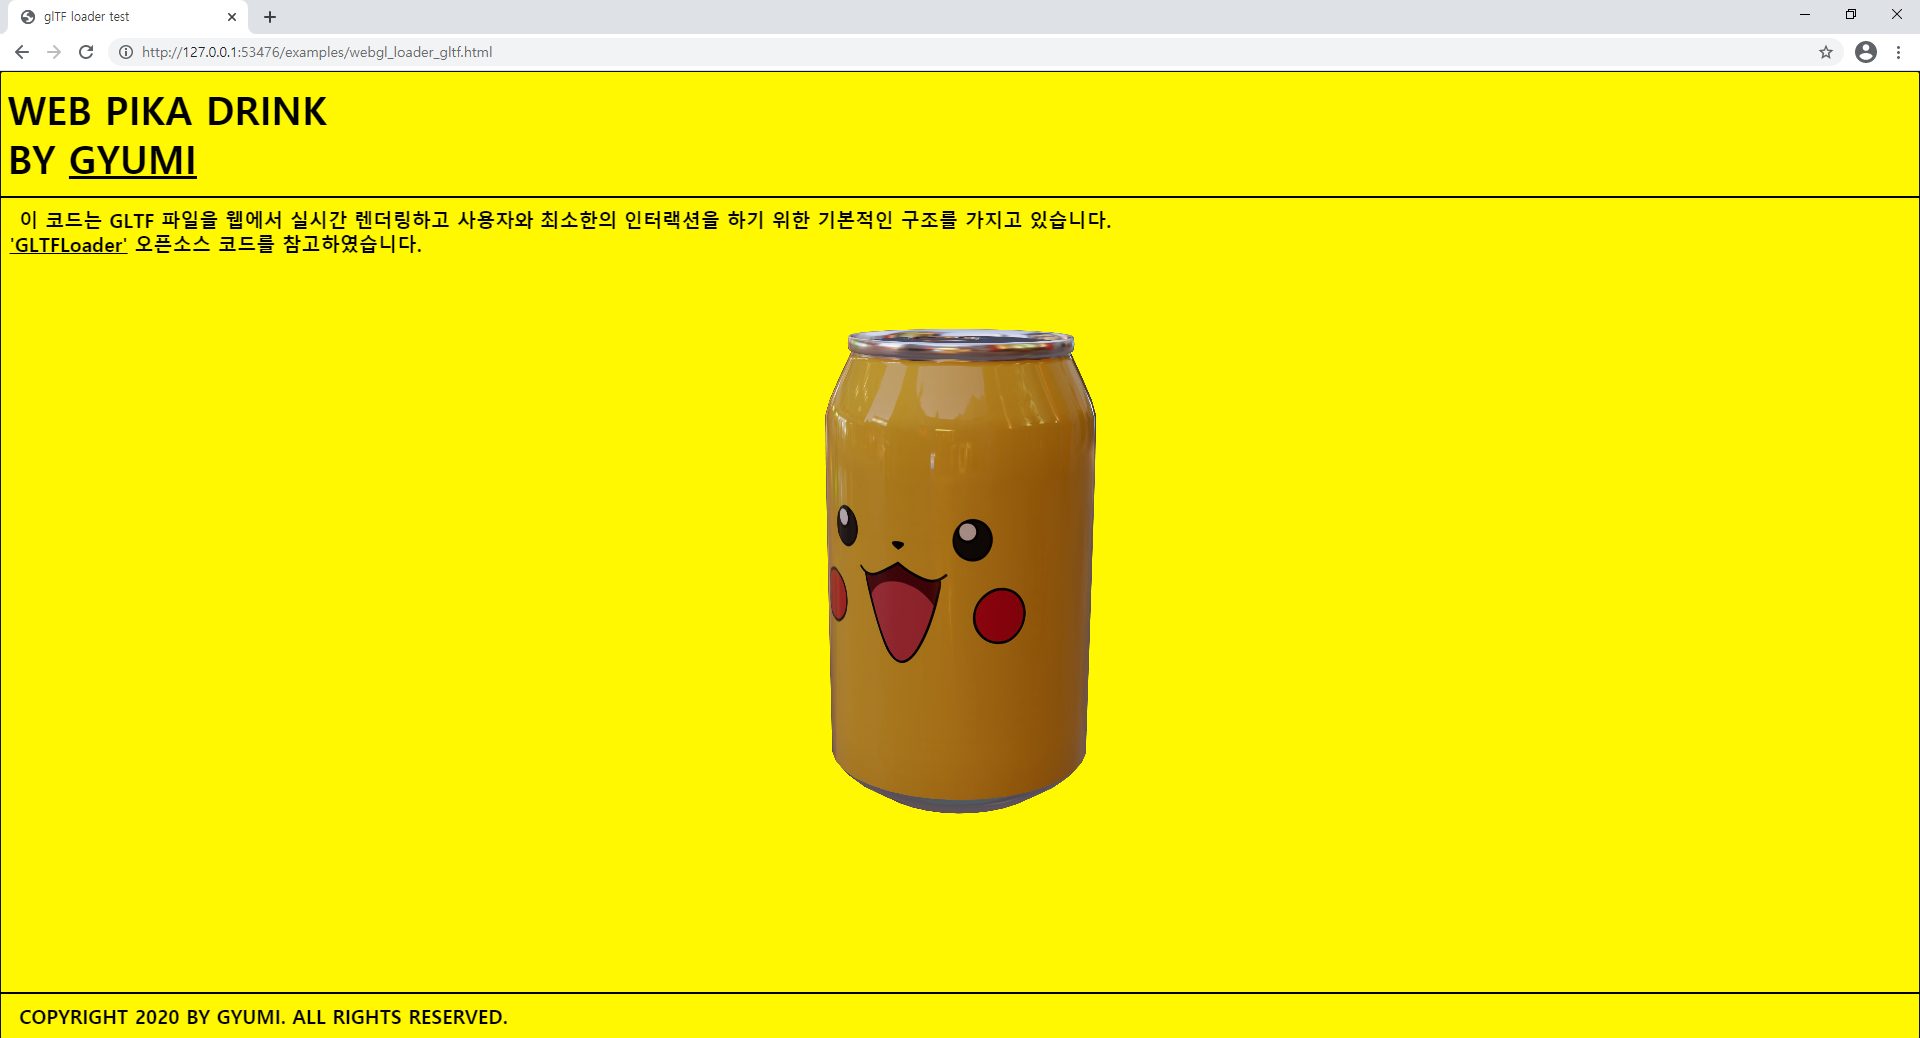 glTF loader test
http://127.0.0.1:53476/examples/webgl_loader_gltf.html
WEB PIKA DRINK
BY GYUMI
이 코드는 GLTF 파일을 웹에서 실시간 렌더링하고 사용자와 최소한의 인터랙션을 하기 위한 기본적인 구조를 가지고 있습니다.
'GLTFLoader' 오픈소스 코드를 참고하였습니다.
COPYRIGHT 2020 BY GYUMI. ALL RIGHTS RESERVED.